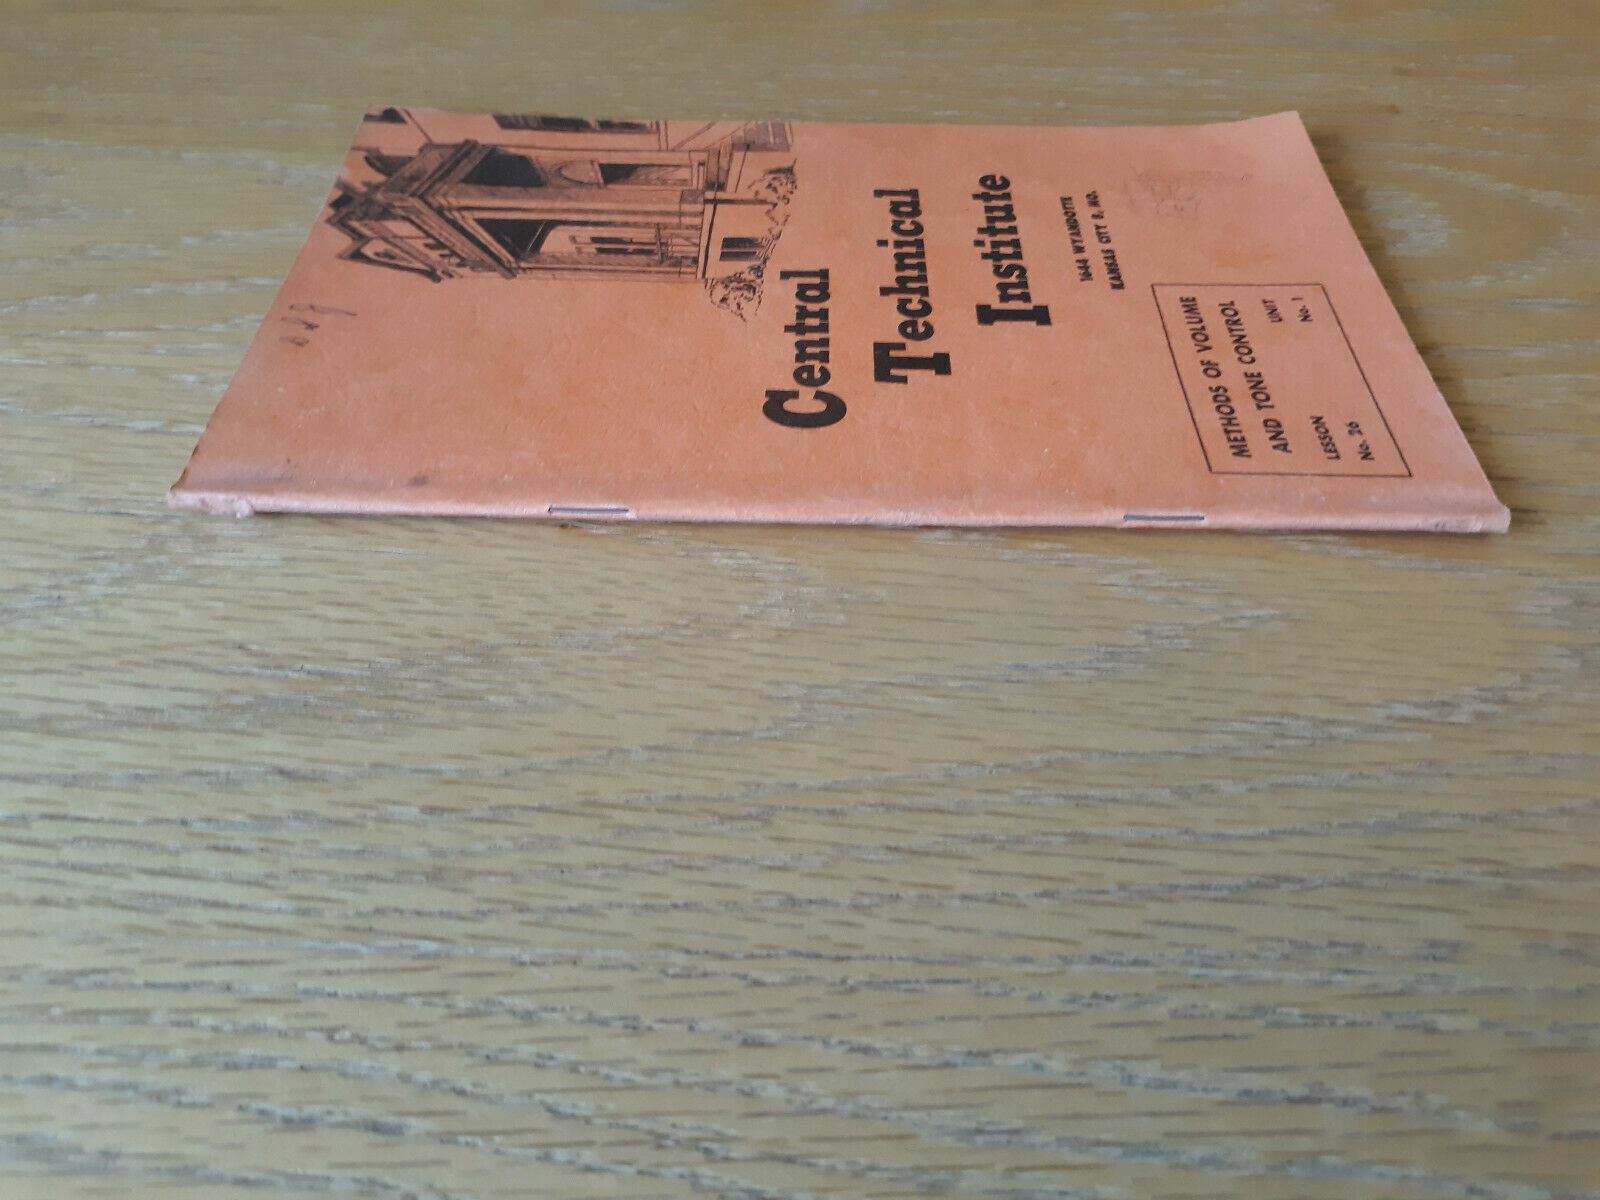 Central
Technical
Institute
1644 WYANDOTTE
KANSAS CITY 8, MO.
METHODS OF VOLUME
AND TONE CONTROL
LESSON UNIT
No. 26 No. 1